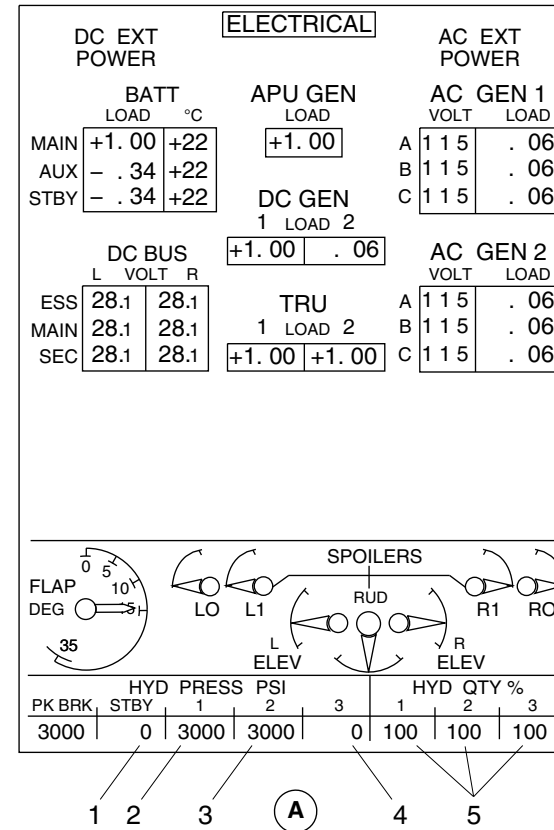 ELECTRICAL
DC EXT
POWER
AC EXT
POWER
BATT
LOAD °C
MAIN +1.00 +22
AUX - .34 +22
STBY - .34 +22
APU GEN
LOAD
+1.00
AC GEN 1
VOLT LOAD
A 115 .06
B 115 .06
C 115 .06
DC GEN
1 LOAD 2
+1.00 .06
DC BUS
L VOLT R
ESS 28.1 28.1
MAIN 28.1 28.1
SEC 28.1 28.1
TRU
1 LOAD 2
+1.00 +1.00
AC GEN 2
VOLT LOAD
A 115 .06
B 115 .06
C 115 .06
FLAP
DEG
0
5
10
15
35
SPOILERS
LO L1 RUD R1 RO
L R
ELEV ELEV
HYD PRESS PSI HYD QTY %
PK BRK STBY 1 2 3 1 2 3
3000 0 3000 3000 0 100 100 100
1 2 3 A 4 5